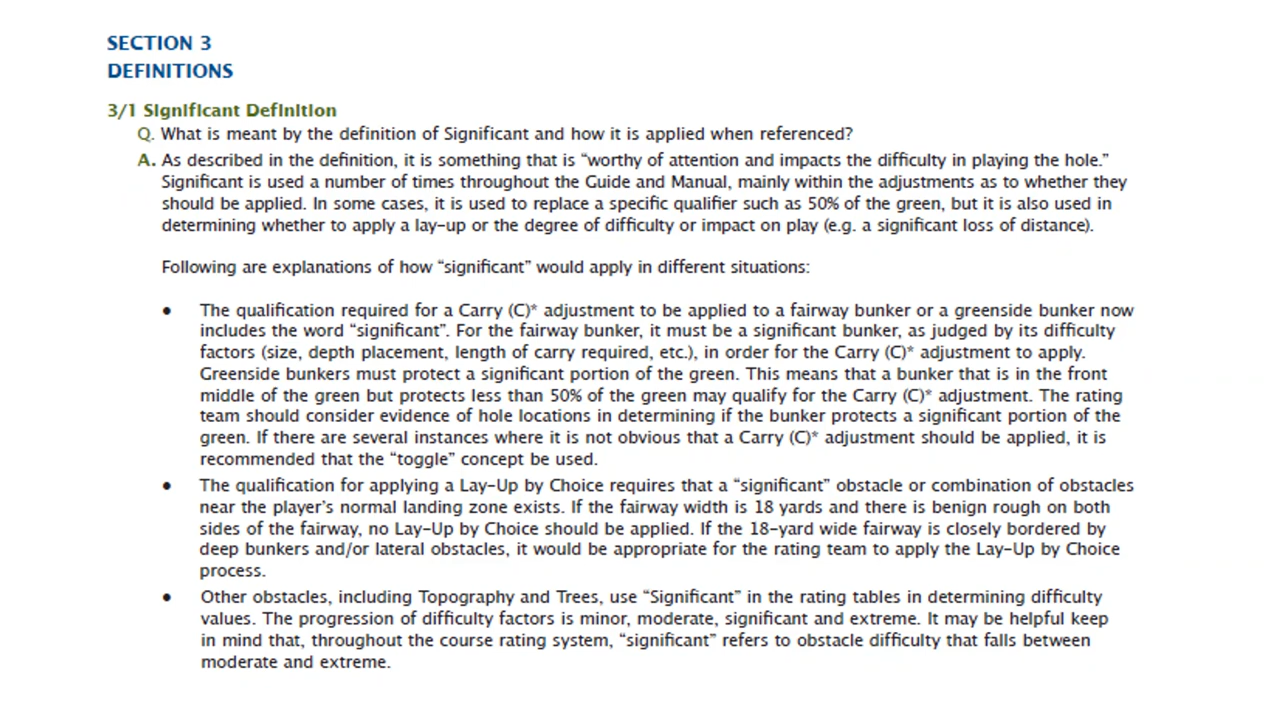 SECTION 3
DEFINITIONS
3/1 Significant Definition
Q. What is meant by the definition of Significant and how it is applied when referenced?
A. As described in the definition, it is something that is “worthy of attention and impacts the difficulty in playing the hole.”
Significant is used a number of times throughout the Guide and Manual, mainly within the adjustments as to whether they
should be applied. In some cases, it is used to replace a specific qualifier such as 50% of the green, but it is also used in
determining whether to apply a lay-up or the degree of difficulty or impact on play (e.g. a significant loss of distance).
Following are explanations of how “significant” would apply in different situations:
• The qualification required for a Carry (C)* adjustment to be applied to a fairway bunker or a greenside bunker now
includes the word “significant”. For the fairway bunker, it must be a significant bunker, as judged by its difficulty
factors (size, depth placement, length of carry required, etc.), in order for the Carry (C)* adjustment to apply.
Greenside bunkers must protect a significant portion of the green. This means that a bunker that is in the front
middle of the green but protects less than 50% of the green may qualify for the Carry (C)* adjustment. The rating
team should consider evidence of hole locations in determining if the bunker protects a significant portion of the
green. If there are several instances where it is not obvious that a Carry (C)* adjustment should be applied, it is
recommended that the “toggle” concept be used.
• The qualification for applying a Lay-Up by Choice requires that a “significant” obstacle or combination of obstacles
near the player’s normal landing zone exists. If the fairway width is 18 yards and there is benign rough on both
sides of the fairway, no Lay-Up by Choice should be applied. If the 18-yard wide fairway is closely bordered by
deep bunkers and/or lateral obstacles, it would be appropriate for the rating team to apply the Lay-Up by Choice
process.
• Other obstacles, including Topography and Trees, use “Significant” in the rating tables in determining difficulty
values. The progression of difficulty factors is minor, moderate, significant and extreme. It may be helpful keep
in mind that, throughout the course rating system, “significant” refers to obstacle difficulty that falls between
moderate and extreme.